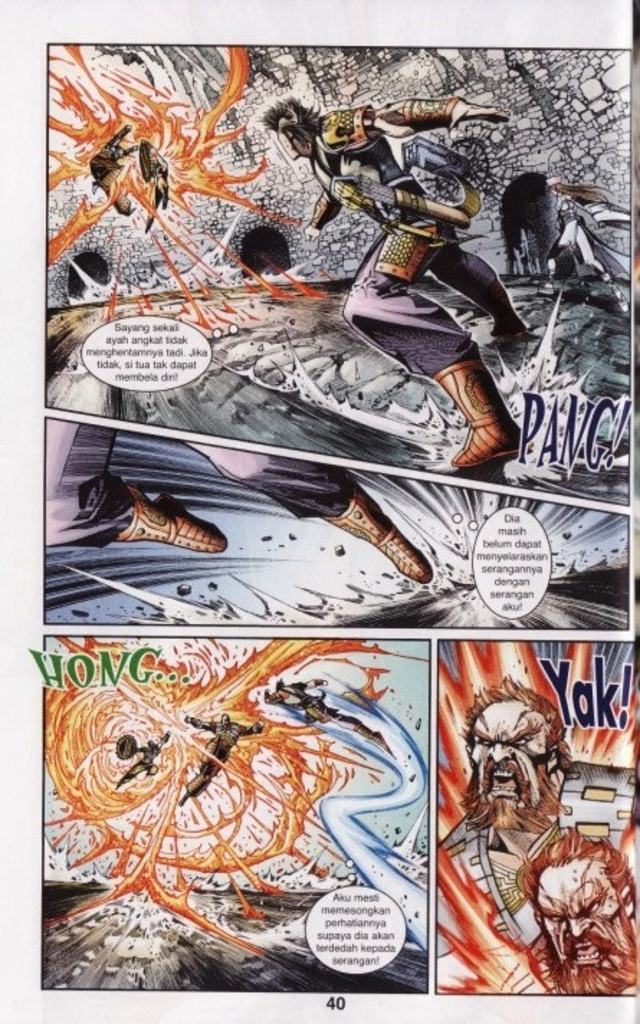 Sayang sekali
ayah angkat tidak
menghentamnya tadi. Jika
tidak, si tua tak dapat
membela diri!
PANG!
Dia
masih
belum dapat
menyelaraskan
serangannya
dengan
serangan
aku!
HONG...
Aku mesti
memesongkan
perhatiannya
supaya dia akan
terdedah kepada
serangan!
Yak!
40